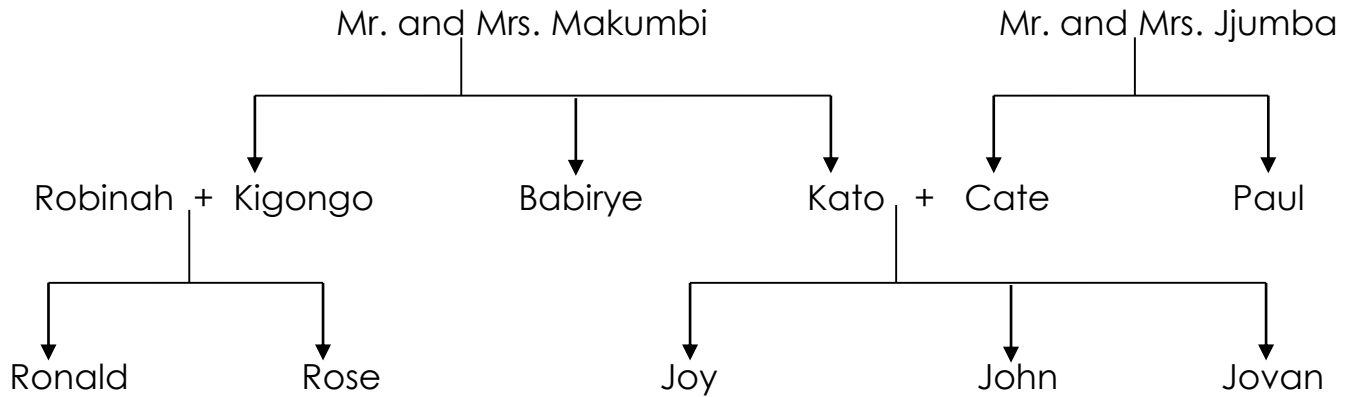 Mr. and Mrs. Makumbi Mr. and Mrs. Jjumba
Robinah + Kigongo Babirye Kato + Cate Paul
Ronald Rose Joy John Jovan